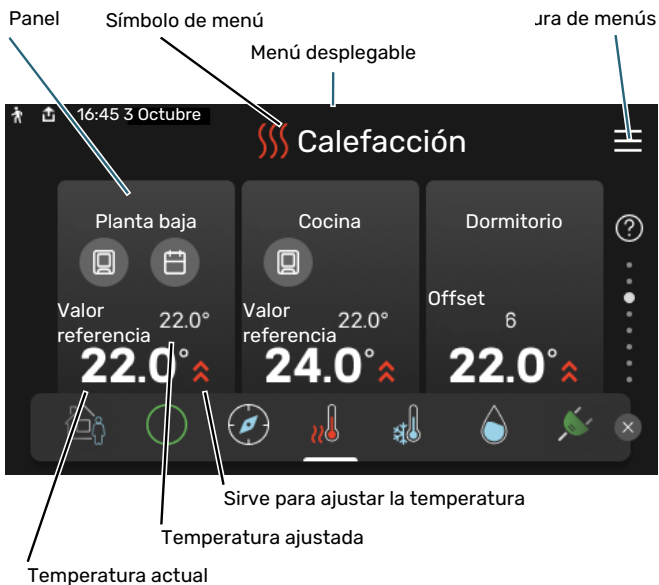 Panel
Símbolo de menú
ura de menús
Menú desplegable
16:45 3 Octubre
Calefacción
Planta baja
Cocina
Dormitorio
?
Valor
referencia
22.0°
Valor
referencia
22.0°
Offset
6
22.0°
24.0°
22.0°
Sirve para ajustar la temperatura
Temperatura ajustada
Temperatura actual